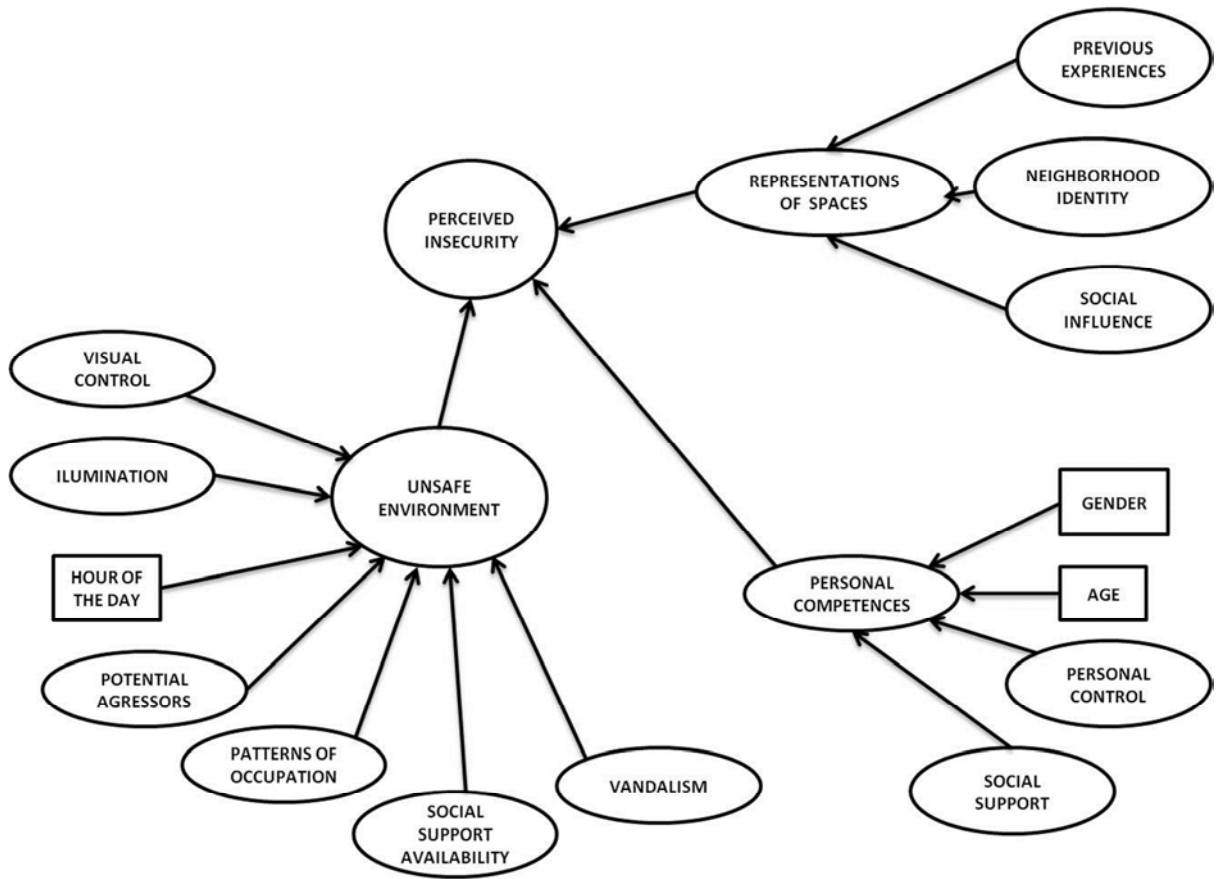 PREVIOUS
EXPERIENCES
REPRESENTATIONS
OF SPACES
NEIGHBORHOOD
IDENTITY
PERCEIVED
INSECURITY
SOCIAL
INFLUENCE
VISUAL
CONTROL
ILUMINATION
UNSAFE
ENVIRONMENT
GENDER
HOUR OF
THE DAY
PERSONAL
COMPETENCES
AGE
POTENTIAL
AGRESSORS
PERSONAL
CONTROL
PATTERNS OF
OCCUPATION
VANDALISM
SOCIAL
SUPPORT
SOCIAL
SUPPORT
AVAILABILITY